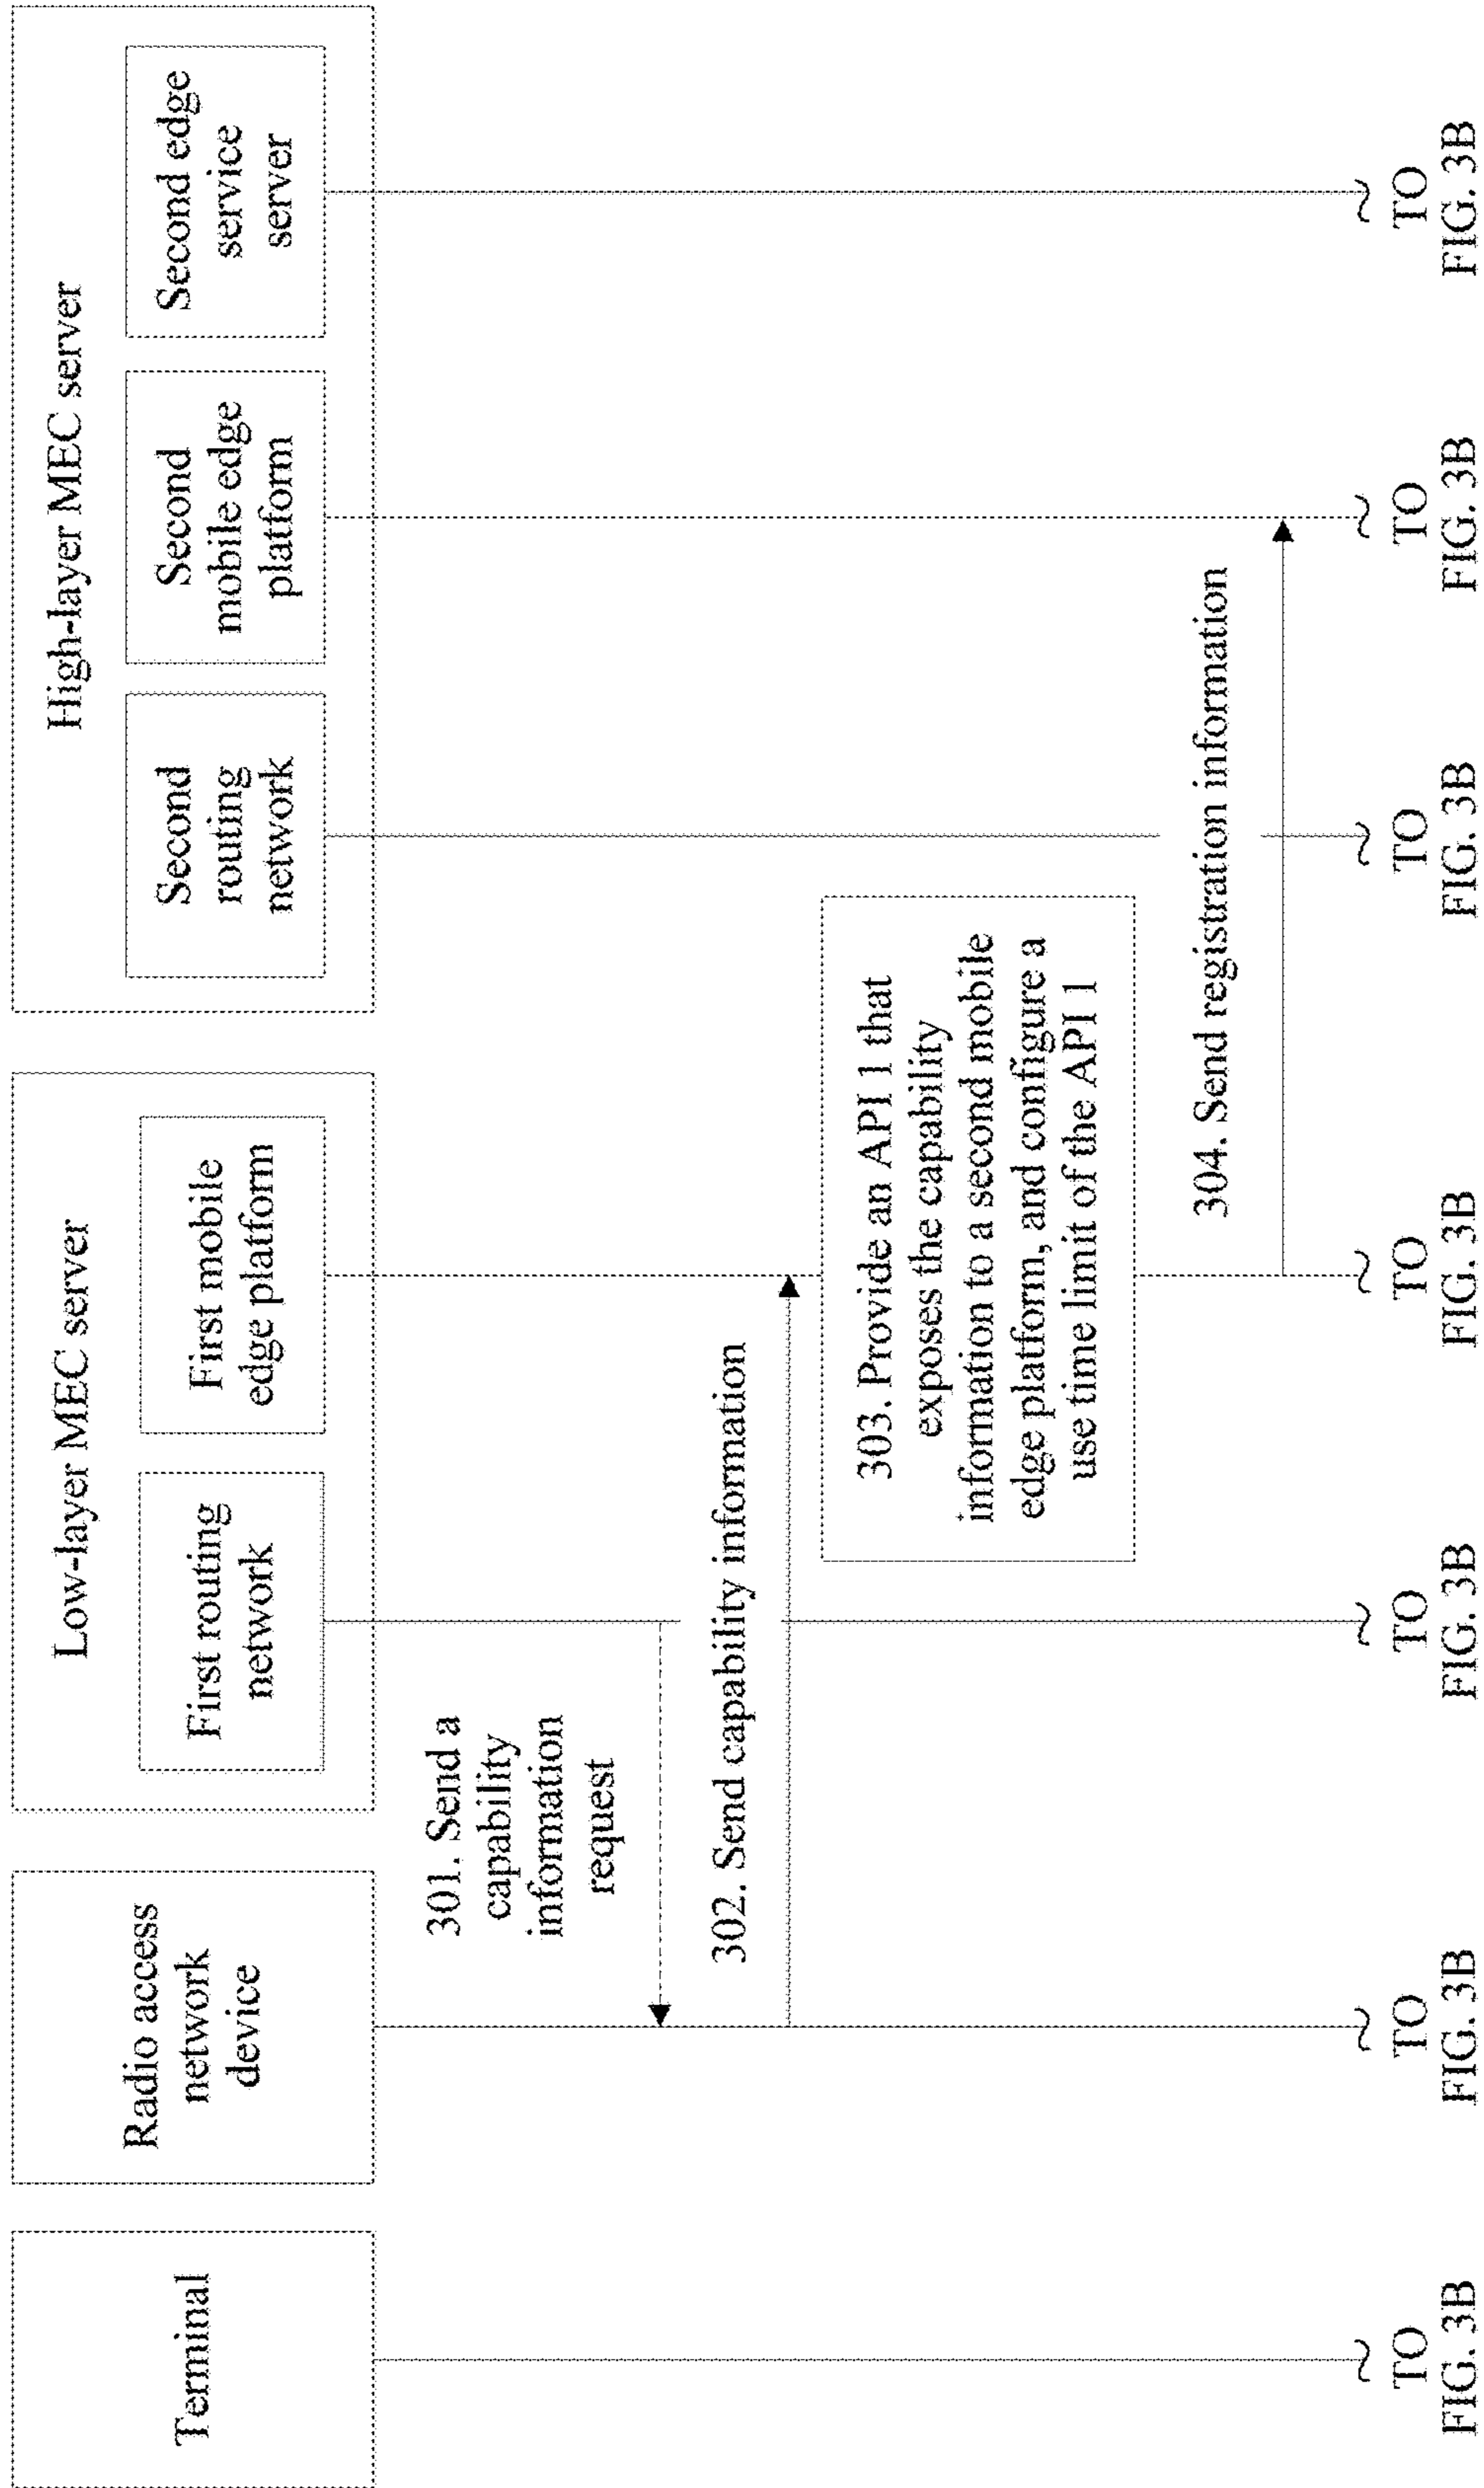 Terminal
Radio access
network
device
Low-layer MEC server
First routing
network
First mobile
edge platform
High-layer MEC server
Second
routing
network
Second
mobile edge
platform
Second edge
service
server
301. Send a
capability
information
request
302. Send capability information
303. Provide an API 1 that
exposes the capability
information to a second mobile
edge platform, and configure a
use time limit of the API 1
304. Send registration information
TO
FIG. 3B
TO
FIG. 3B
TO
FIG. 3B
TO
FIG. 3B
TO
FIG. 3B
TO
FIG. 3B
TO
FIG. 3B